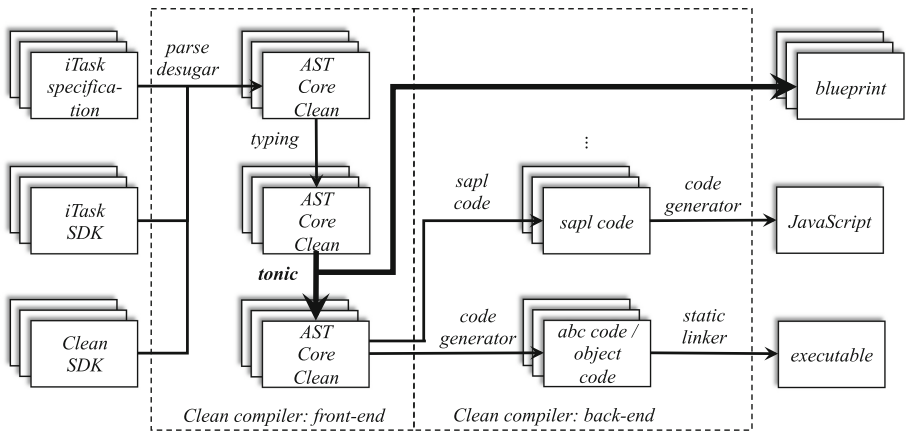 iTask
specifica-
tion
parse
desugar
AST
Core
Clean
blueprint
typing
iTask
SDK
AST
Core
Clean
sapl
code
⋮
sapl code
code
generator
JavaScript
tonic
Clean
SDK
AST
Core
Clean
code
generator
abc code /
object
code
static
linker
executable
Clean compiler: front-end
Clean compiler: back-end